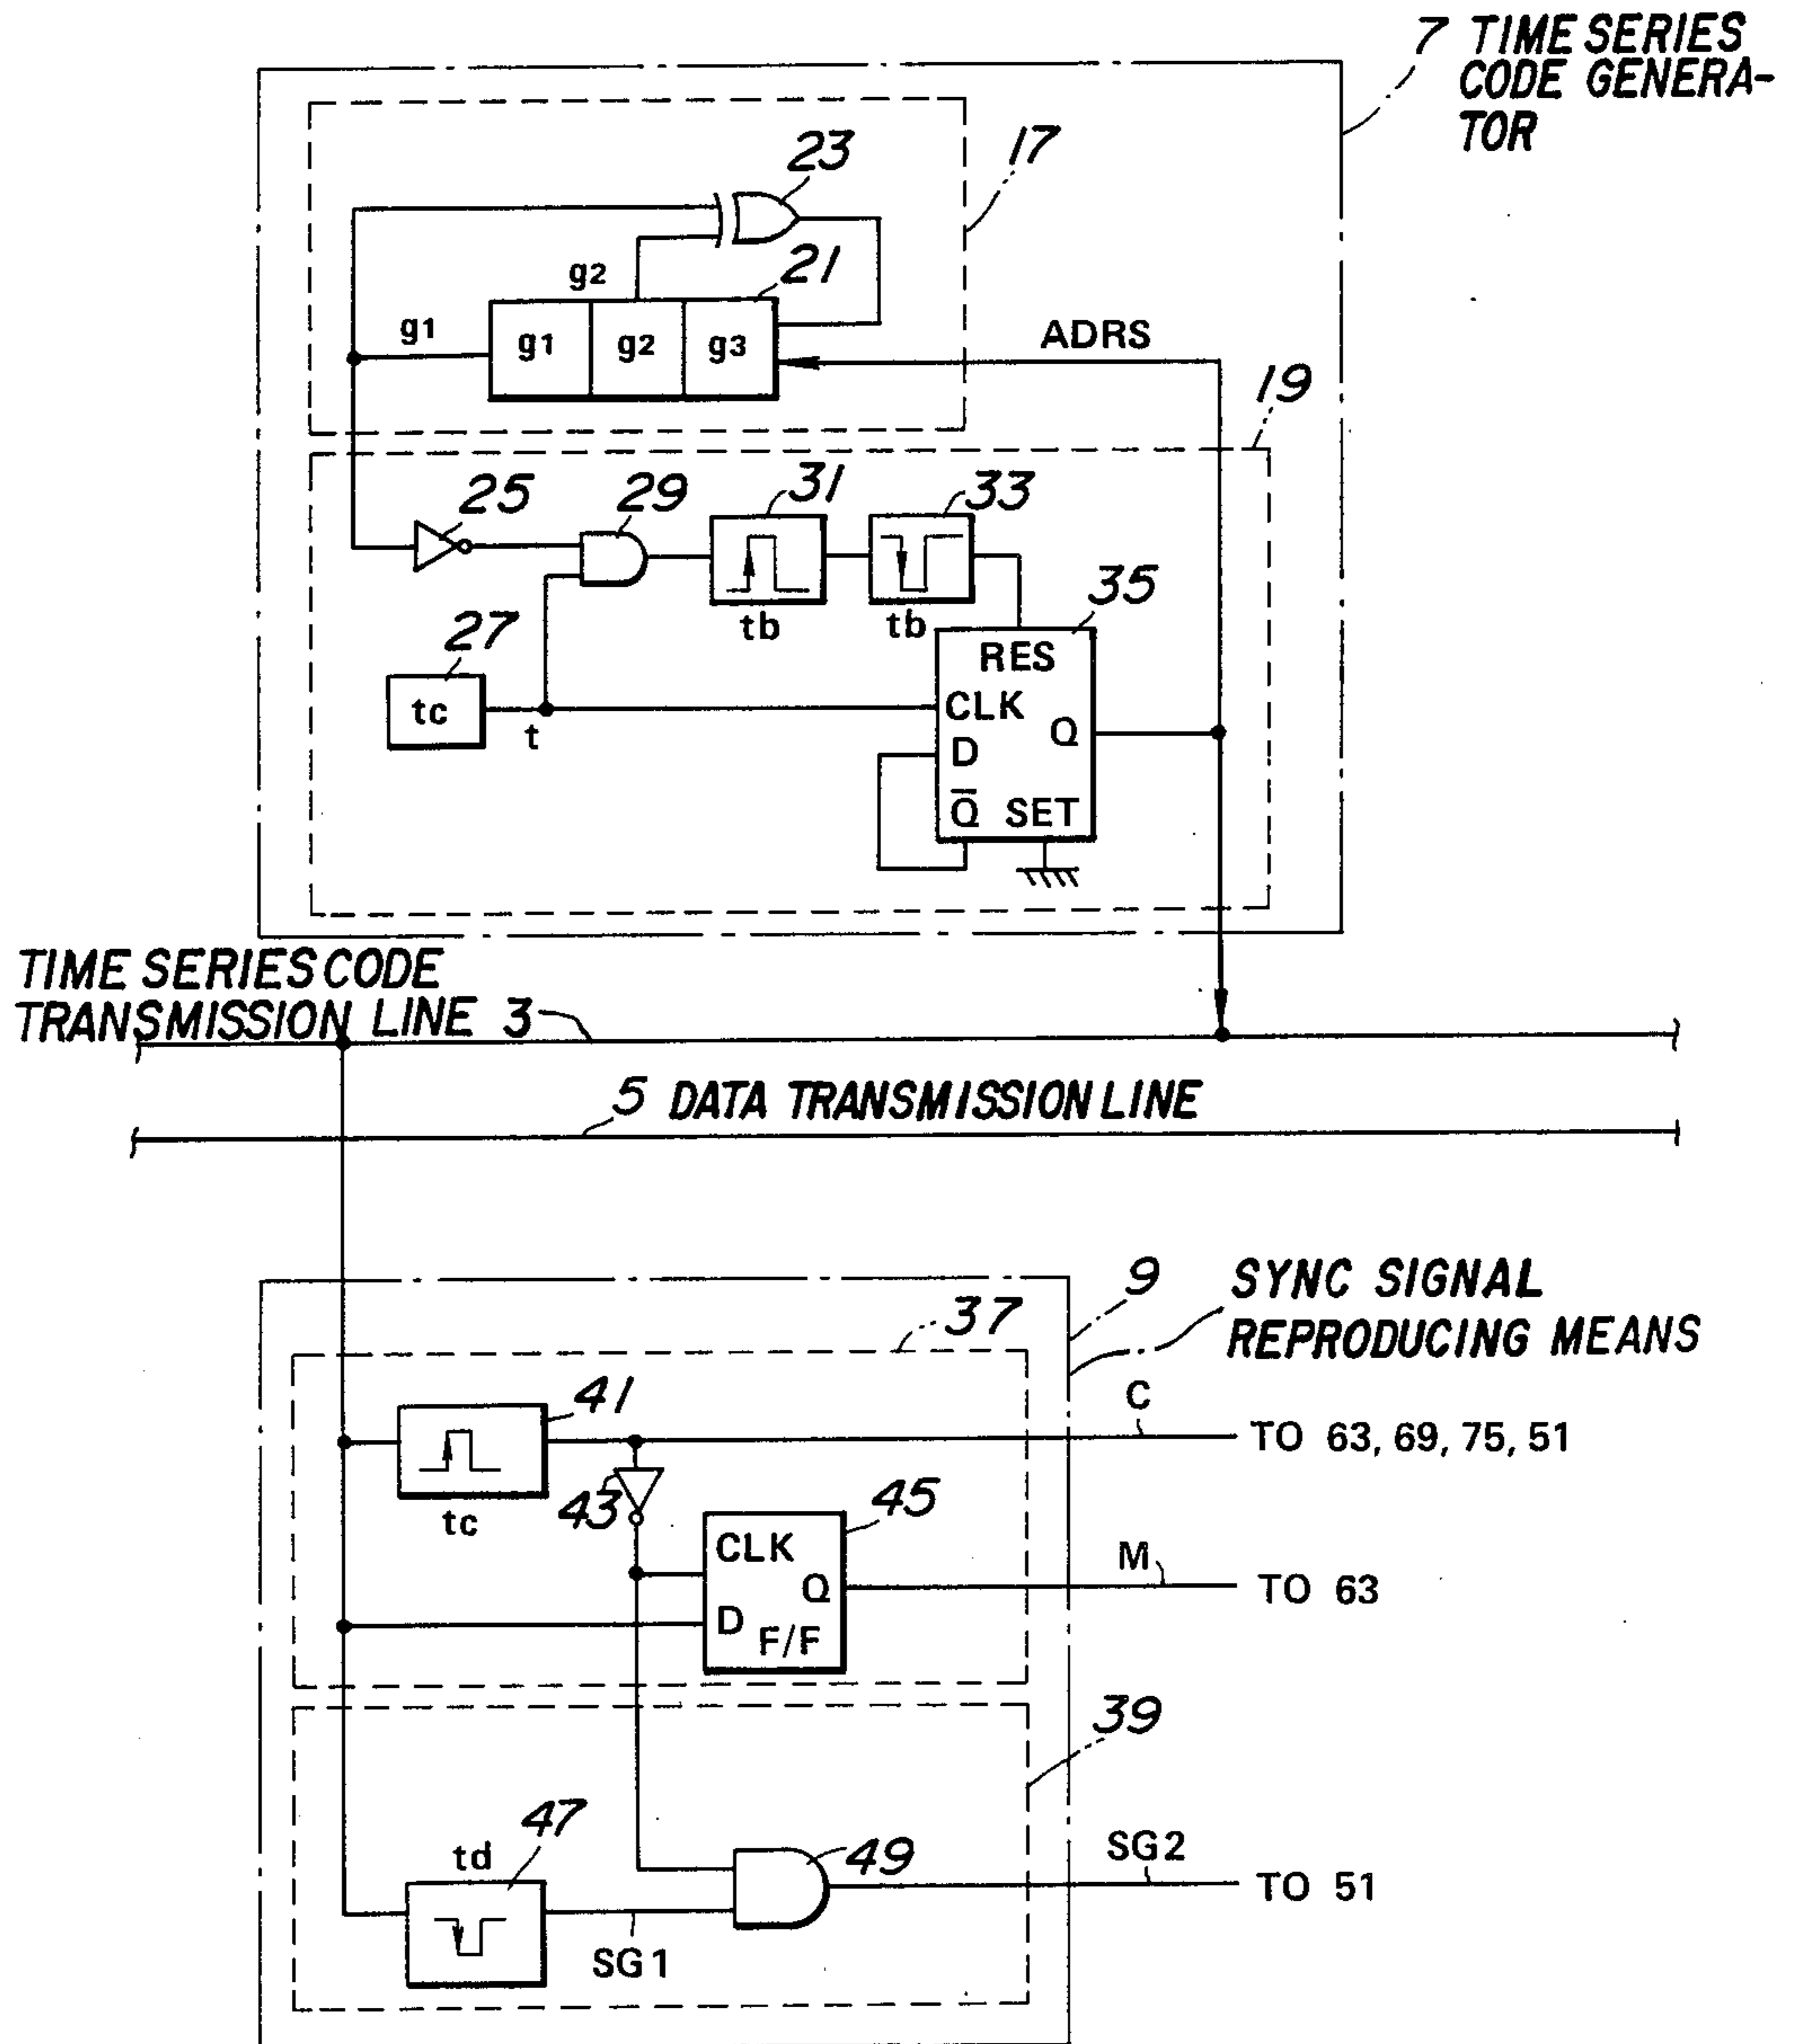 7 TIME SERIES
CODE GENERA-
TOR
17
23
g2
21
g1
g1
g2
g3
ADRS
19
25
29
31
33
tb
tb
35
27
tc
t
RES
CLK
Q
D
Q̅ SET
TIME SERIES CODE
TRANSMISSION LINE 3
5 DATA TRANSMISSION LINE
9
SYNC SIGNAL
REPRODUCING MEANS
37
41
C
TO 63, 69, 75, 51
tc
43
45
CLK
Q
D
F/F
M
TO 63
39
47
td
49
SG2
TO 51
SG1